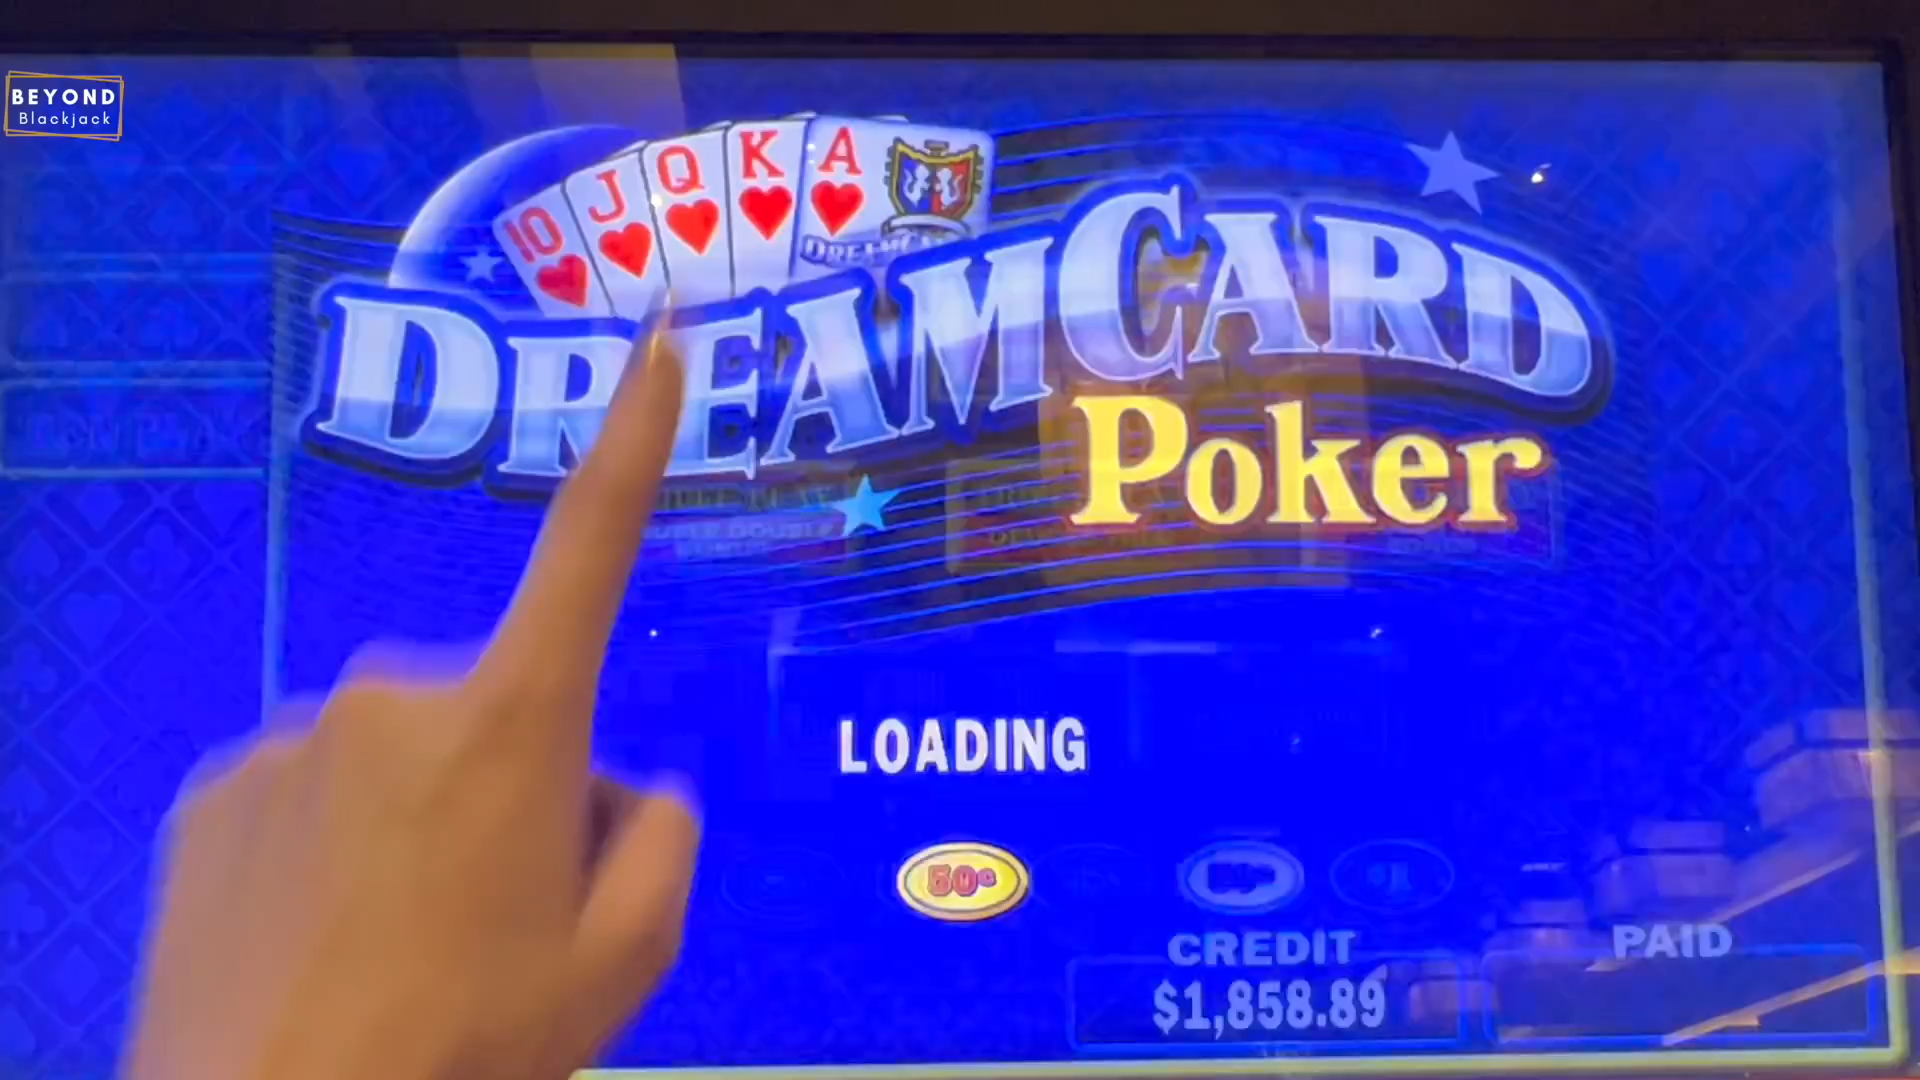 BEYOND
Blackjack
10 J Q K A
DREAMCARD
Poker
LOADING
50¢
CREDIT
PAID
$1,858.89